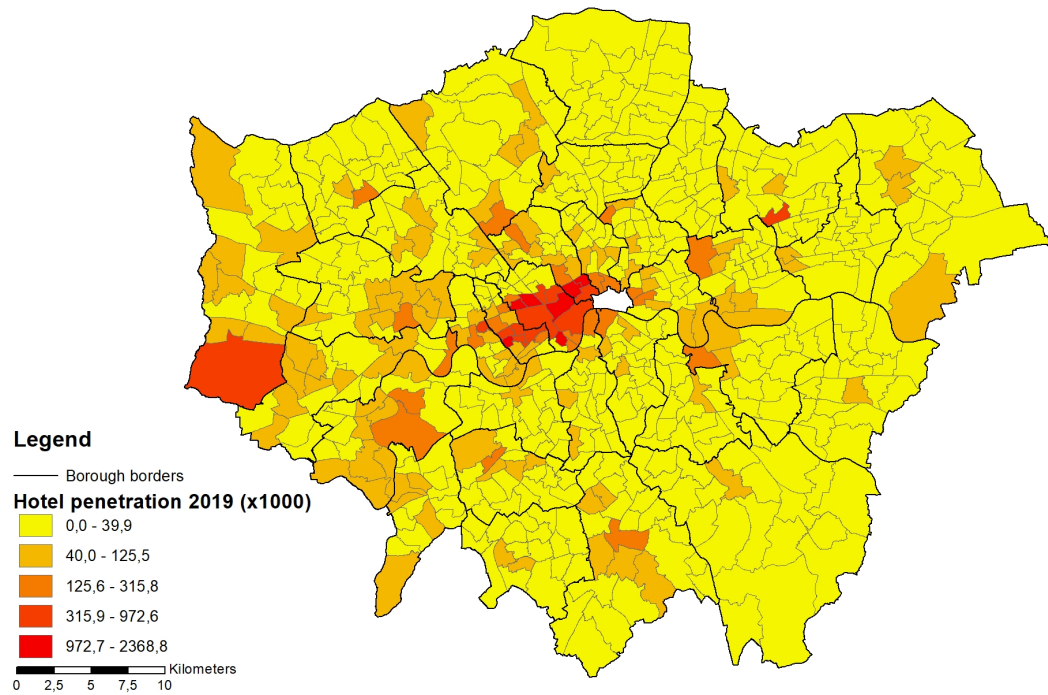 Legend
Borough borders
Hotel penetration 2019 (x1000)
0,0 - 39,9
40,0 - 125,5
125,6 - 315,8
315,9 - 972,6
972,7 - 2368,8
Kilometers
0 2,5 5 7,5 10